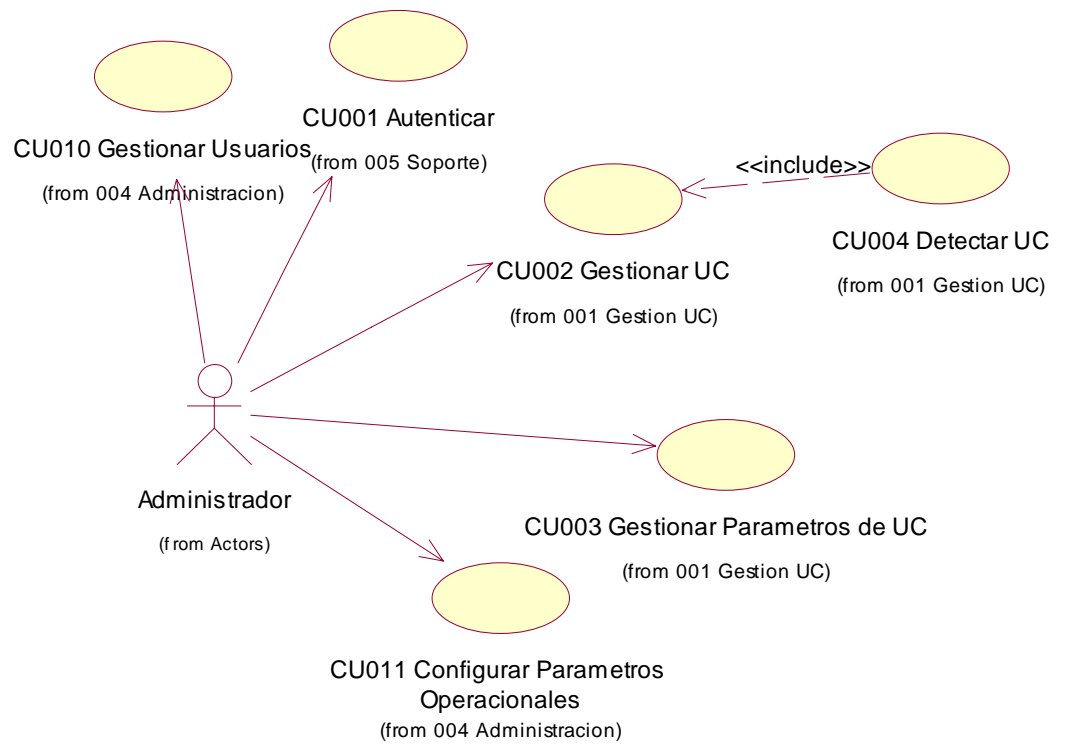 CU001 Autenticar
(from 005 Soporte)
CU010 Gestionar Usuarios
(from 004 Administracion)
<<include>>
CU004 Detectar UC
(from 001 Gestion UC)
CU002 Gestionar UC
(from 001 Gestion UC)
Administrador
(from Actors)
CU003 Gestionar Parametros de UC
(from 001 Gestion UC)
CU011 Configurar Parametros
Operacionales
(from 004 Administracion)